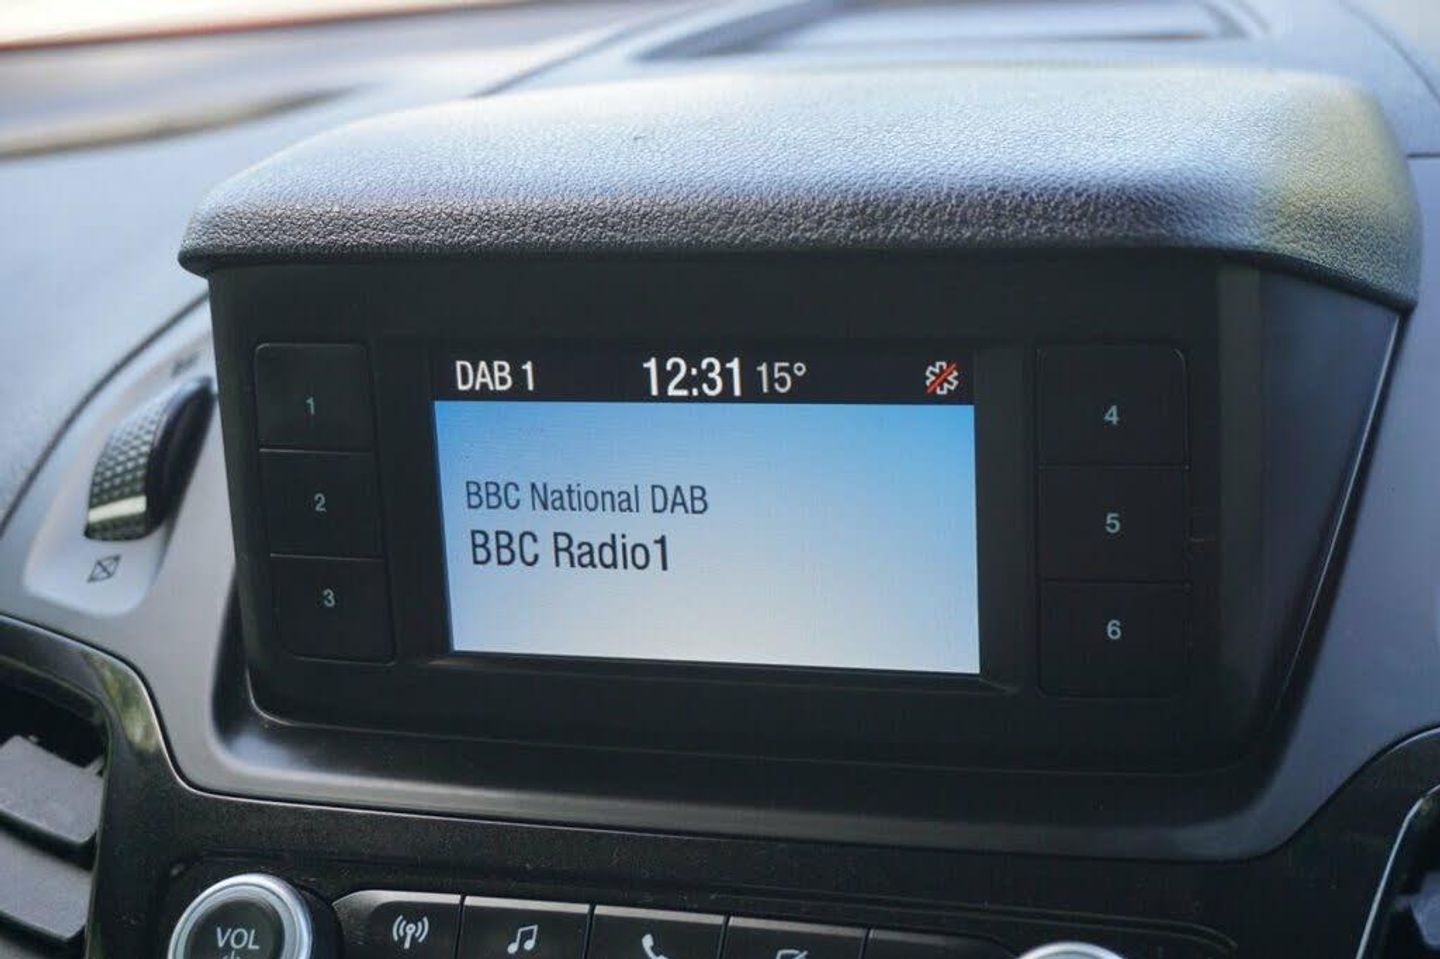 DAB 1 12:31 15°
BBC National DAB
BBC Radio1
1
2
3
4
5
6
VOL